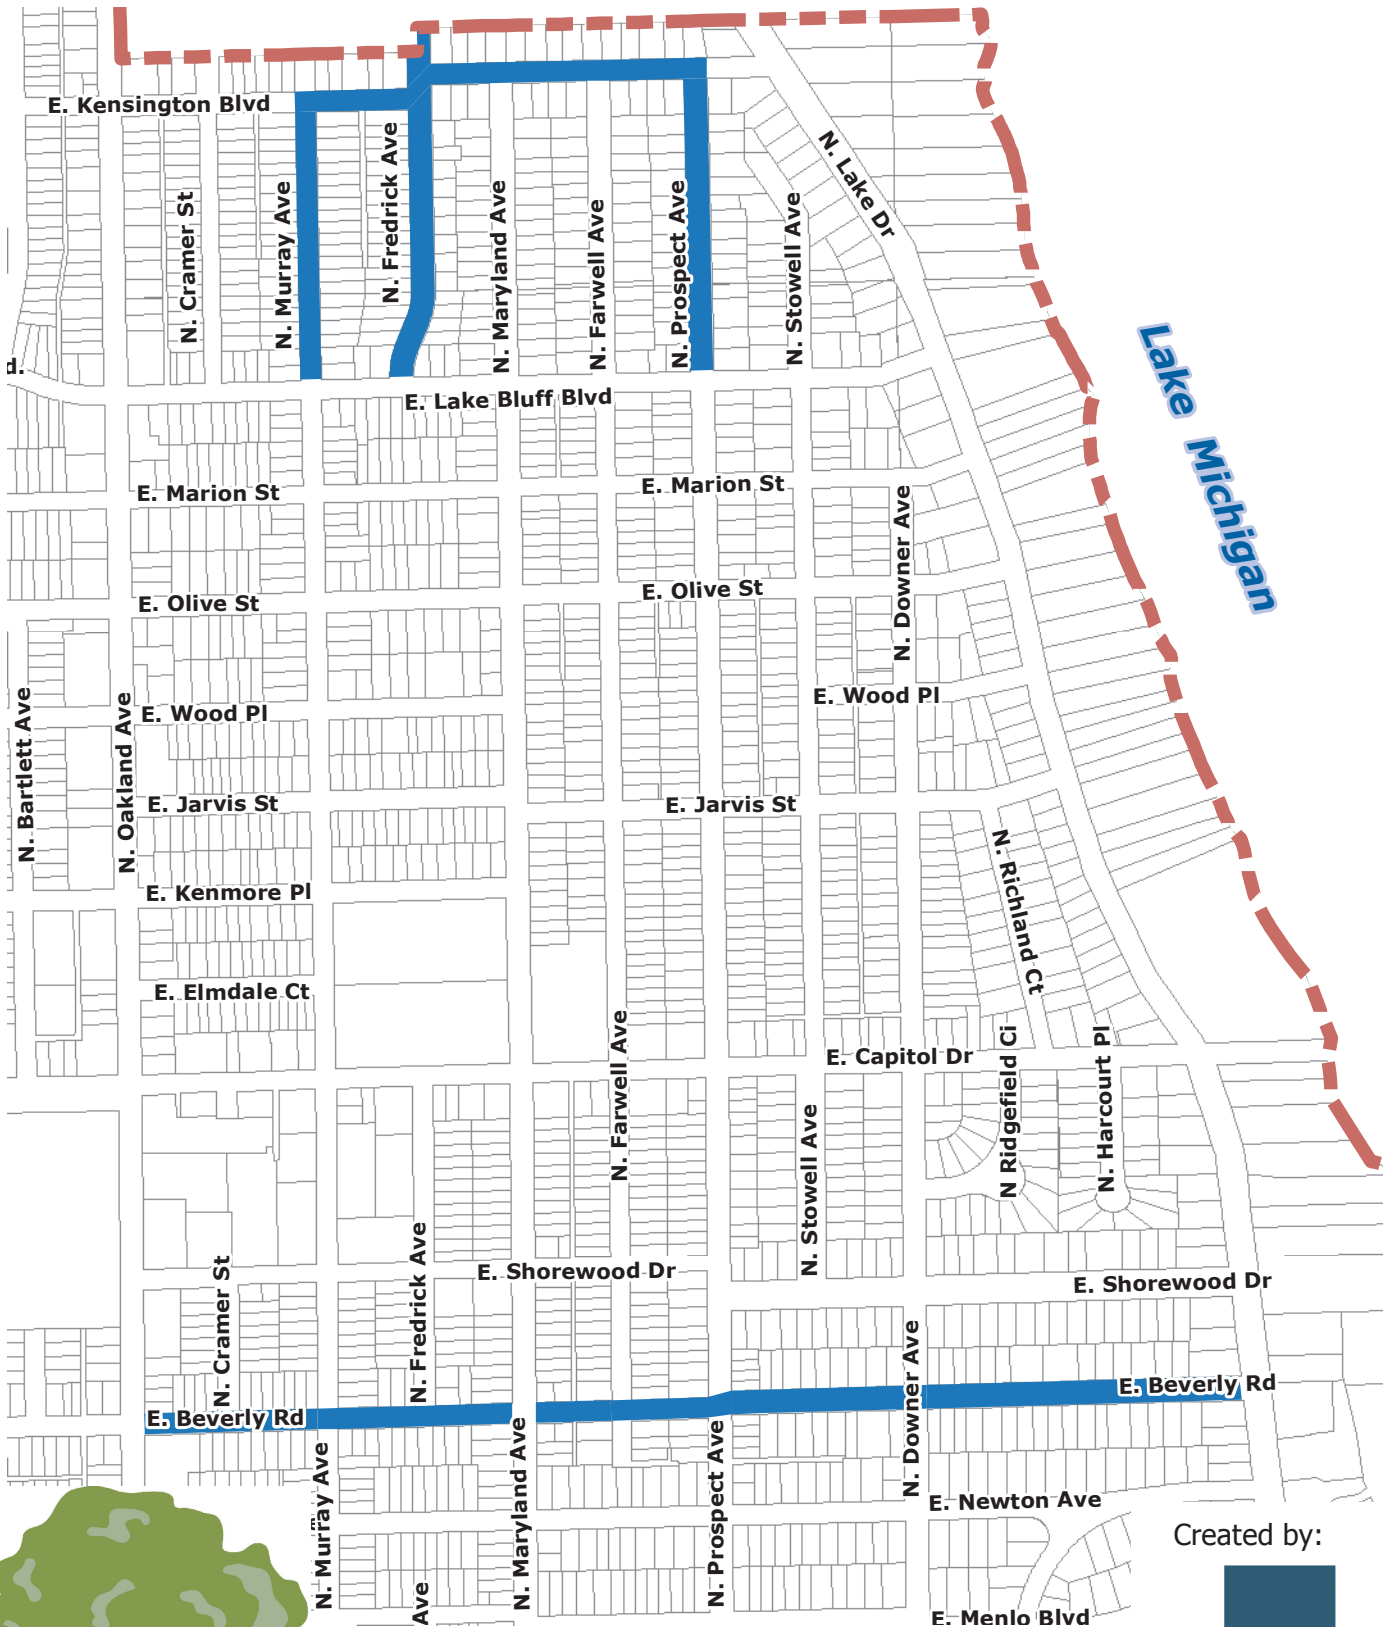 E. Kensington Blvd
N. Cramer St
N. Murray Ave
N. Fredrick Ave
N. Maryland Ave
N. Farwell Ave
N. Prospect Ave
N. Stowell Ave
N. Lake Dr
Lake Michigan
E. Lake Bluff Blvd
E. Marion St
E. Marion St
N. Downer Ave
E. Olive St
E. Olive St
E. Wood Pl
E. Wood Pl
N. Bartlett Ave
N. Oakland Ave
E. Jarvis St
E. Jarvis St
N. Richland Ct
E. Kenmore Pl
E. Elmdale Ct
N. Farwell Ave
E. Capitol Dr
N Ridgefield Ci
N. Harcourt Pl
N. Stowell Ave
N. Fredrick Ave
E. Shorewood Dr
E. Shorewood Dr
N. Cramer St
N. Downer Ave
E. Beverly Rd
E. Beverly Rd
N. Murray Ave
N. Maryland Ave
N. Prospect Ave
E. Newton Ave
Ave
E. Menlo Blvd
Created by: